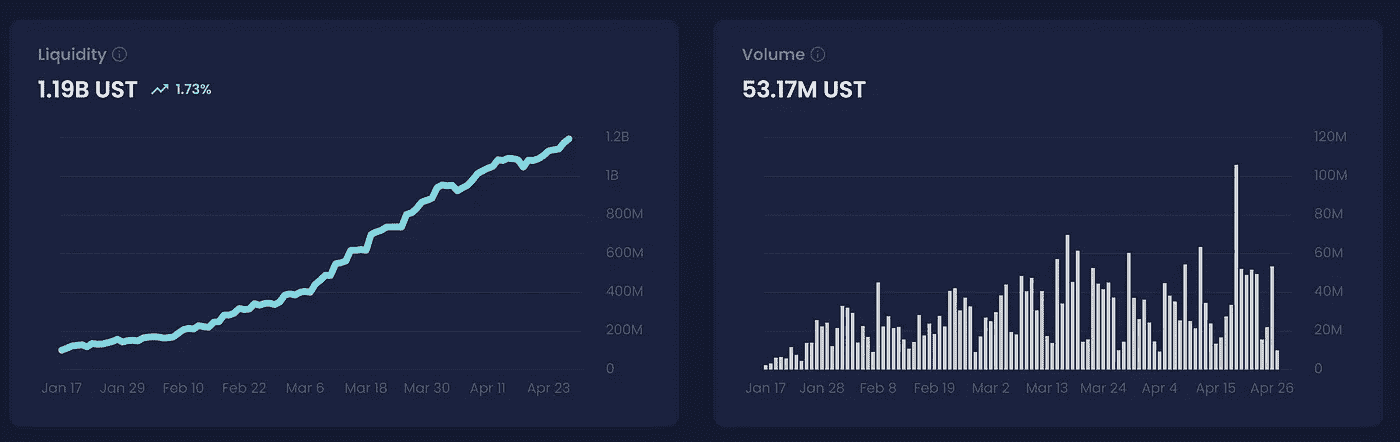 Liquidity
1.19B UST 1.73%
1.2B
1B
800M
600M
400M
200M
0
Jan 17 Jan 29 Feb 10 Feb 22 Mar 6 Mar 18 Mar 30 Apr 11 Apr 23
Volume
53.17M UST
120M
100M
80M
60M
40M
20M
0
Jan 17 Jan 28 Feb 8 Feb 19 Mar 2 Mar 13 Mar 24 Apr 4 Apr 15 Apr 26